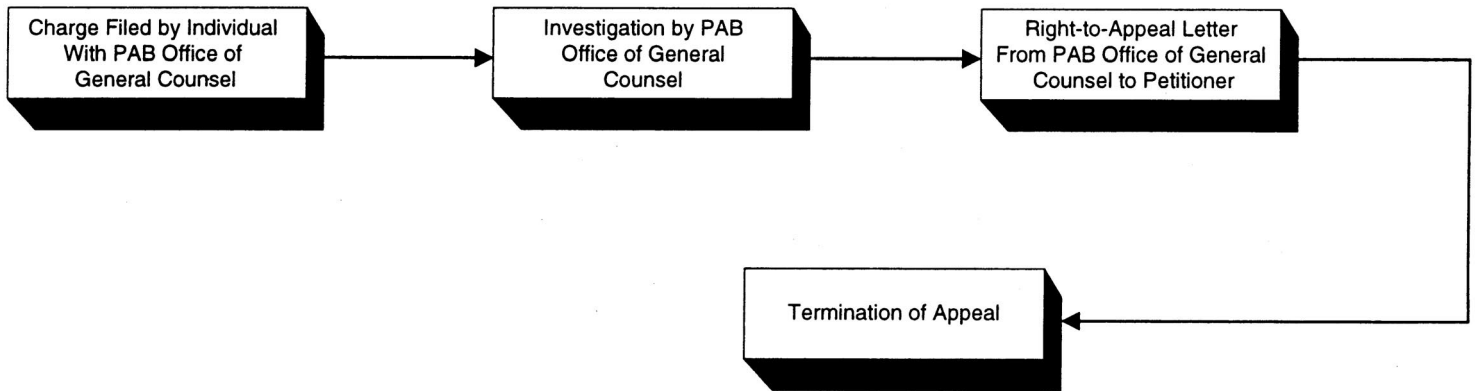 Charge Filed by Individual
With PAB Office of
General Counsel
Investigation by PAB
Office of General
Counsel
Right-to-Appeal Letter
From PAB Office of General
Counsel to Petitioner
Termination of Appeal